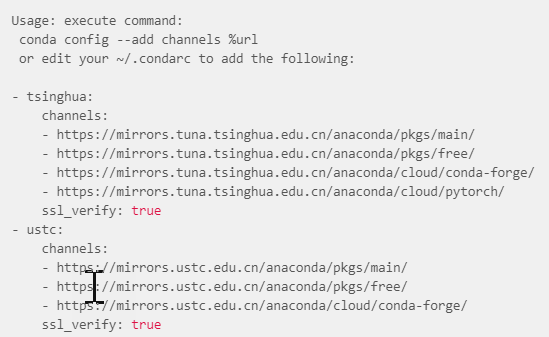 Usage: execute command:
conda config --add channels %url
or edit your ~/.condarc to add the following:
- tsinghua:
channels:
- https://mirrors.tuna.tsinghua.edu.cn/anaconda/pkgs/main/
- https://mirrors.tuna.tsinghua.edu.cn/anaconda/pkgs/free/
- https://mirrors.tuna.tsinghua.edu.cn/anaconda/cloud/conda-forge/
- https://mirrors.tuna.tsinghua.edu.cn/anaconda/cloud/pytorch/
ssl_verify: true
- ustc:
channels:
- https://mirrors.ustc.edu.cn/anaconda/pkgs/main/
- https://mirrors.ustc.edu.cn/anaconda/pkgs/free/
- https://mirrors.ustc.edu.cn/anaconda/cloud/conda-forge/
ssl_verify: true